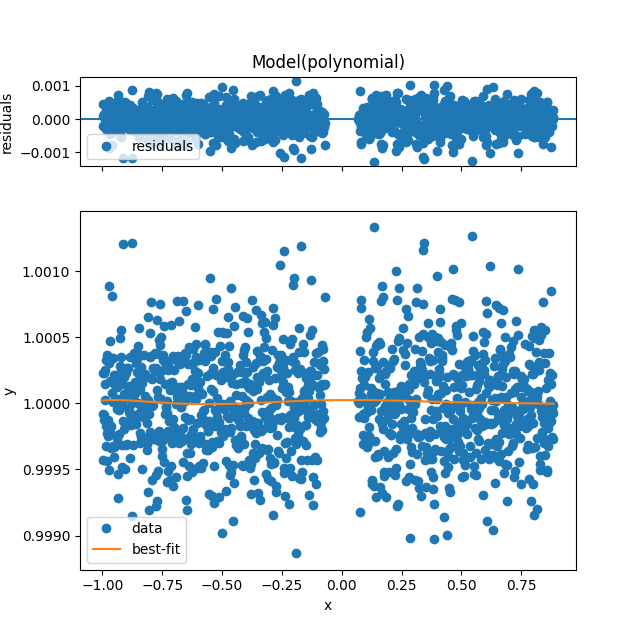 Model(polynomial)
0.001
0.000
−0.001
residuals
residuals
1.0010
1.0005
1.0000
0.9995
0.9990
y
data
best-fit
−1.00 −0.75 −0.50 −0.25 0.00 0.25 0.50 0.75
x